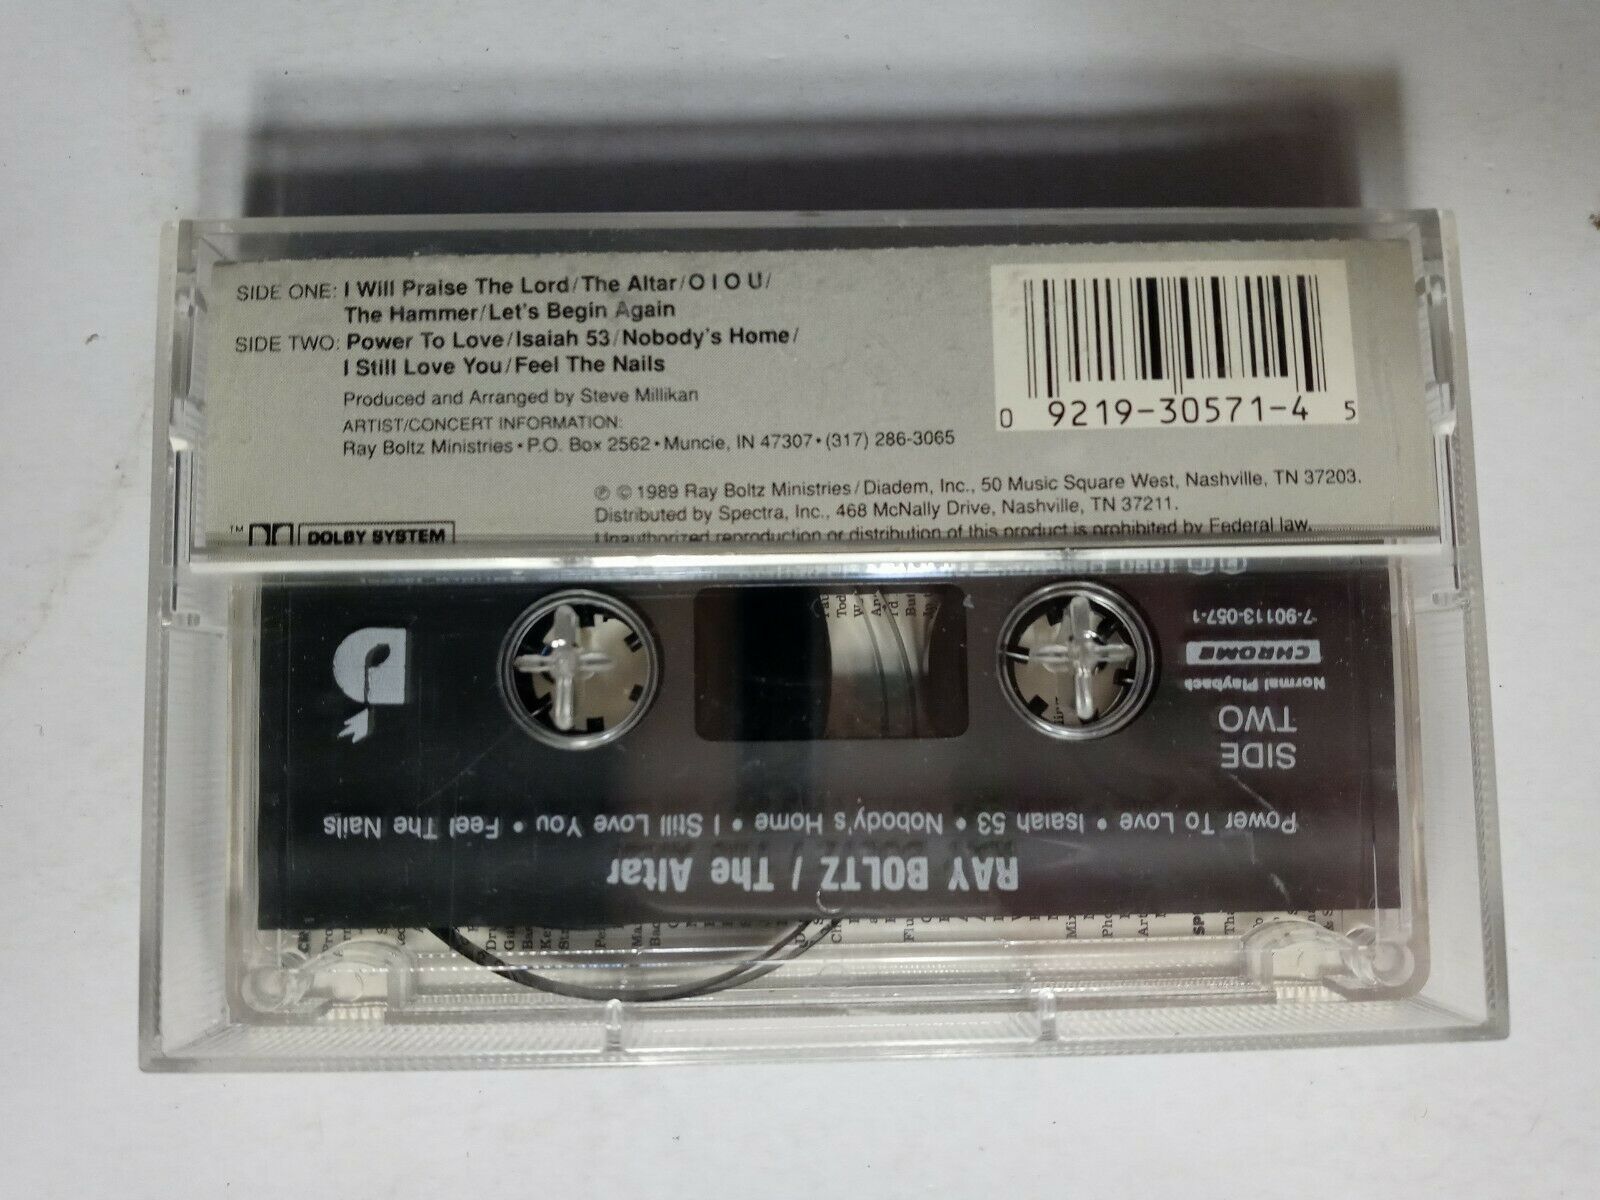 SIDE ONE: I Will Praise The Lord/The Altar/O I O U/
The Hammer/Let's Begin Again
SIDE TWO: Power To Love/Isaiah 53/Nobody's Home/
I Still Love You/Feel The Nails
Produced and Arranged by Steve Millikan
ARTIST/CONCERT INFORMATION:
Ray Boltz Ministries • P.O. Box 2562 • Muncie, IN 47307 • (317) 286-3065
0 9219-30571-4 5
℗ © 1989 Ray Boltz Ministries/Diadem, Inc., 50 Music Square West, Nashville, TN 37203.
Distributed by Spectra, Inc., 468 McNally Drive, Nashville, TN 37211.
Unauthorized reproduction or distribution of this product is prohibited by Federal law.
™ DOLBY SYSTEM
RAY BOLTZ / The Altar
Power To Love • Isaiah 53 • Nobody's Home • I Still Love You • Feel The Nails
SIDE
TWO
Normal Playback
CHROME
7-90113-057-1